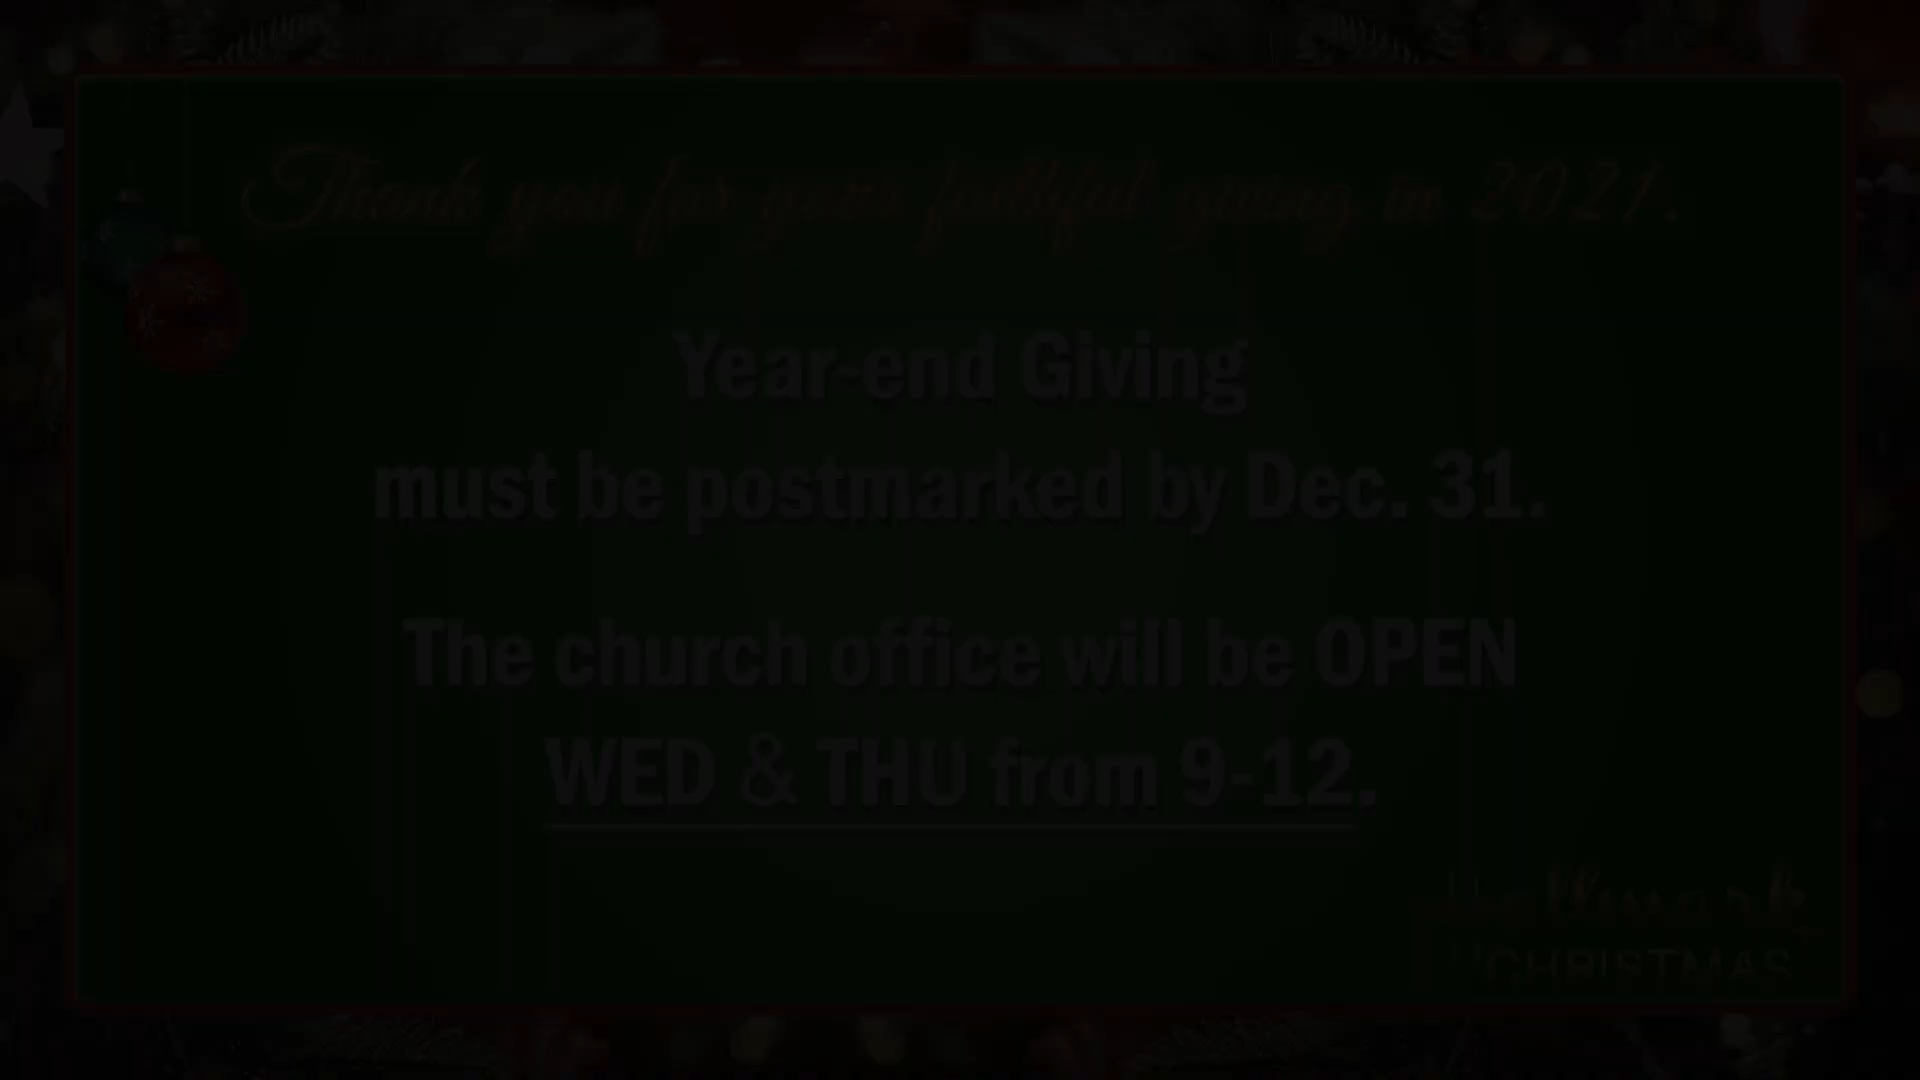 Thank you for your faithful giving in 2021.
Year-end Giving
must be postmarked by Dec. 31.
The church office will be OPEN
WED & THU from 9-12.
CHRISTMAS